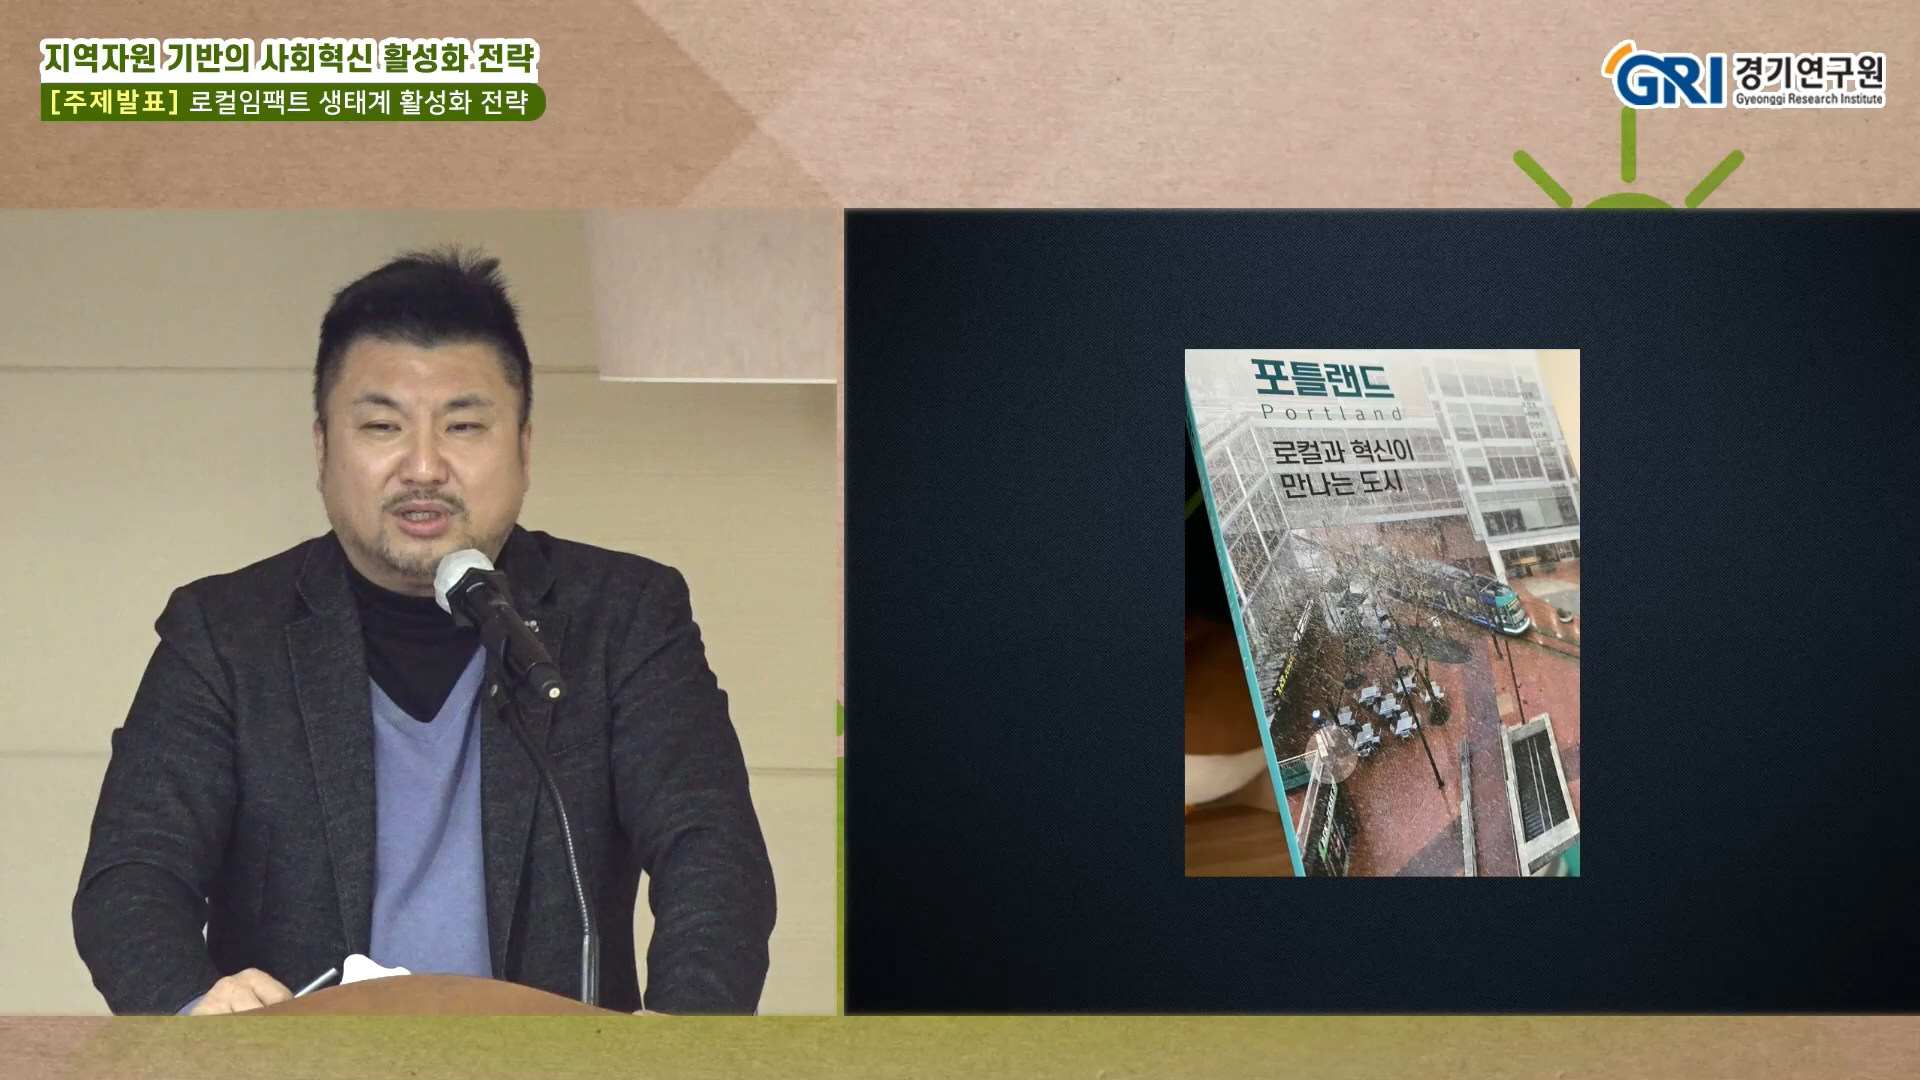 지역자원 기반의 사회혁신 활성화 전략
[주제발표] 로컬임팩트 생태계 활성화 전략
GRI 경기연구원
Gyeonggi Research Institute
포틀랜드
Portland
로컬과 혁신이
만나는 도시